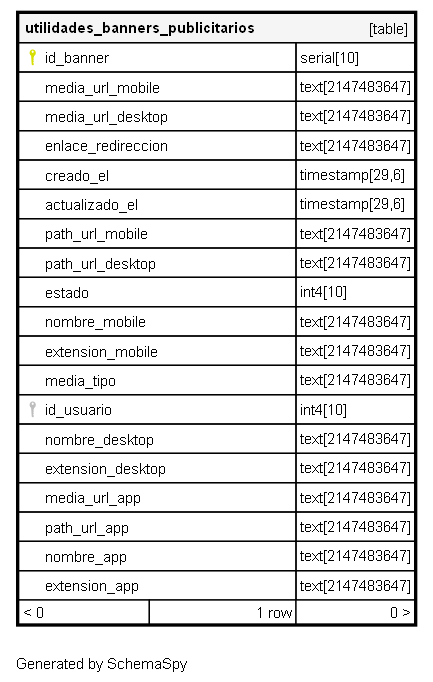 utilidades_banners_publicitarios [table]
id_banner serial[10]
media_url_mobile text[2147483647]
media_url_desktop text[2147483647]
enlace_redireccion text[2147483647]
creado_el timestamp[29,6]
actualizado_el timestamp[29,6]
path_url_mobile text[2147483647]
path_url_desktop text[2147483647]
estado int4[10]
nombre_mobile text[2147483647]
extension_mobile text[2147483647]
media_tipo text[2147483647]
id_usuario int4[10]
nombre_desktop text[2147483647]
extension_desktop text[2147483647]
media_url_app text[2147483647]
path_url_app text[2147483647]
nombre_app text[2147483647]
extension_app text[2147483647]
< 0 1 row 0 >
Generated by SchemaSpy